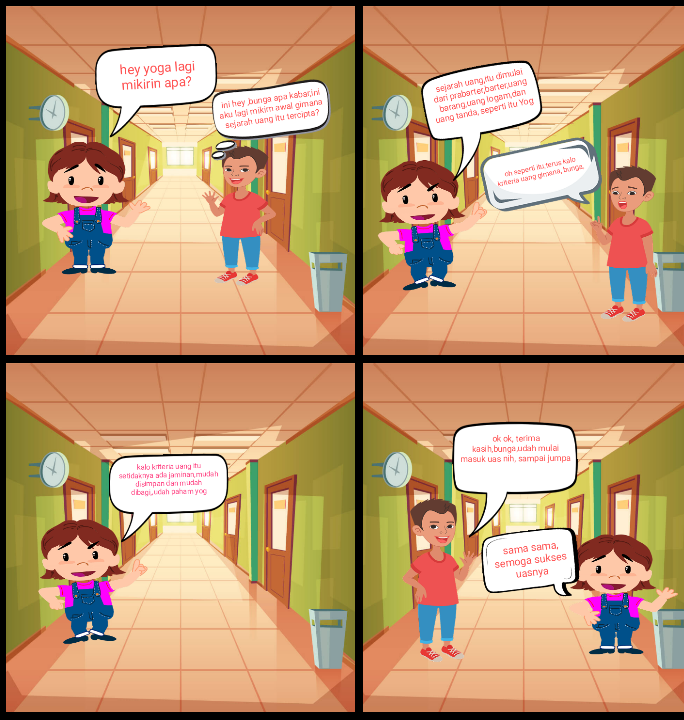 hey yoga lagi
mikirin apa?
ini hey ,bunga apa kabar,ini
aku lagi mikirn awal gimana
sejarah uang itu tercipta?
sejarah uang,itu dimulai
dari prabarter,barter,uang
barang,uang logam,dan
uang tanda, seperti itu Yog
oh seperti itu,terus kalo
kriteria uang gimana, bunga.
kalo kriteria uang itu
setidaknya ada jaminan,mudah
disimpan dan mudah
dibagi,,udah paham yog
ok ok, terima
kasih,bunga,udah mulai
masuk uas nih, sampai jumpa
sama sama,
semoga sukses
uasnya